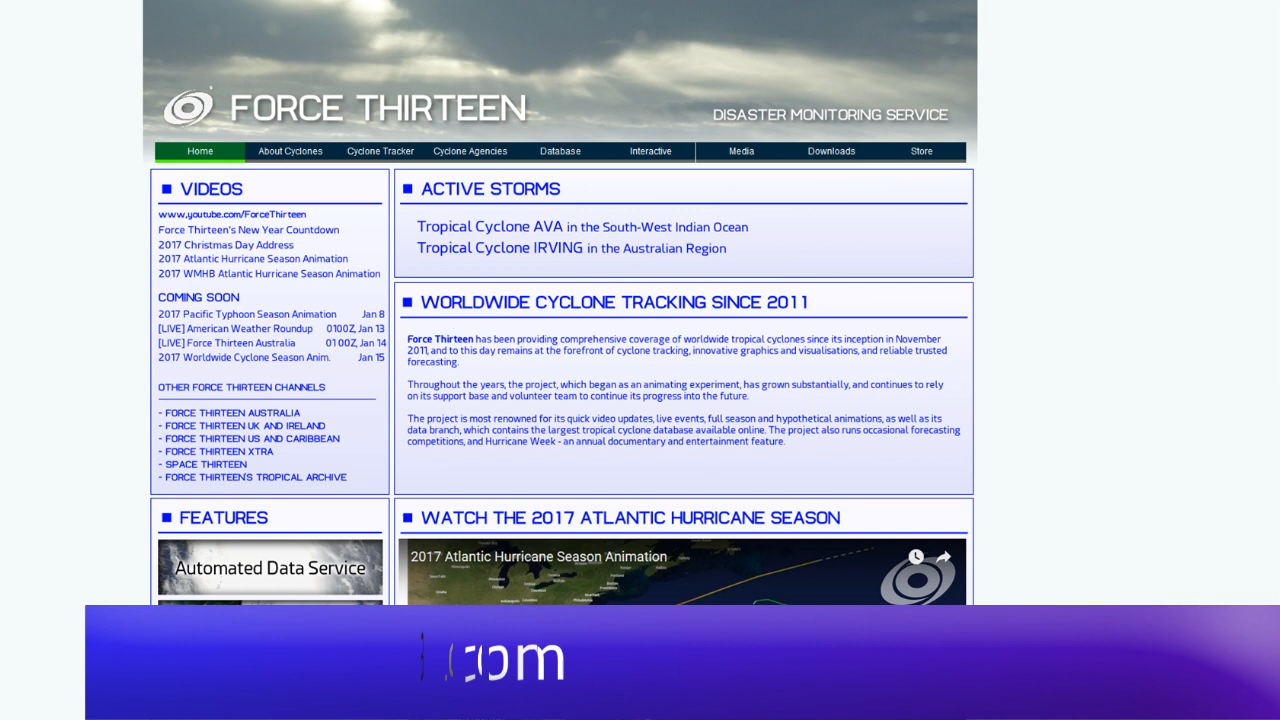 FORCE THIRTEEN
DISASTER MONITORING SERVICE
Home About Cyclones Cyclone Tracker Cyclone Agencies Database Interactive Media Downloads Store
■ VIDEOS
www.youtube.com/ForceThirteen
Force Thirteen's New Year Countdown
2017 Christmas Day Address
2017 Atlantic Hurricane Season Animation
2017 WMHB Atlantic Hurricane Season Animation
COMING SOON
2017 Pacific Typhoon Season Animation Jan 8
[LIVE] American Weather Roundup 0100Z, Jan 13
[LIVE] Force Thirteen Australia 0100Z, Jan 14
2017 Worldwide Cyclone Season Anim. Jan 15
OTHER FORCE THIRTEEN CHANNELS
- FORCE THIRTEEN AUSTRALIA
- FORCE THIRTEEN UK AND IRELAND
- FORCE THIRTEEN US AND CARIBBEAN
- FORCE THIRTEEN XTRA
- SPACE THIRTEEN
- FORCE THIRTEEN'S TROPICAL ARCHIVE
■ ACTIVE STORMS
Tropical Cyclone AVA in the South-West Indian Ocean
Tropical Cyclone IRVING in the Australian Region
■ WORLDWIDE CYCLONE TRACKING SINCE 2011
Force Thirteen has been providing comprehensive coverage of worldwide tropical cyclones since its inception in November
2011, and to this day remains at the forefront of cyclone tracking, innovative graphics and visualisations, and reliable trusted
forecasting.
Throughout the years, the project, which began as an animating experiment, has grown substantially, and continues to rely
on its support base and volunteer team to continue its progress into the future.
The project is most renowned for its quick video updates, live events, full season and hypothetical animations, as well as its
data branch, which contains the largest tropical cyclone database available online. The project also runs occasional forecasting
competitions, and Hurricane Week - an annual documentary and entertainment feature.
■ FEATURES
Automated Data Service
■ WATCH THE 2017 ATLANTIC HURRICANE SEASON
2017 Atlantic Hurricane Season Animation
.com